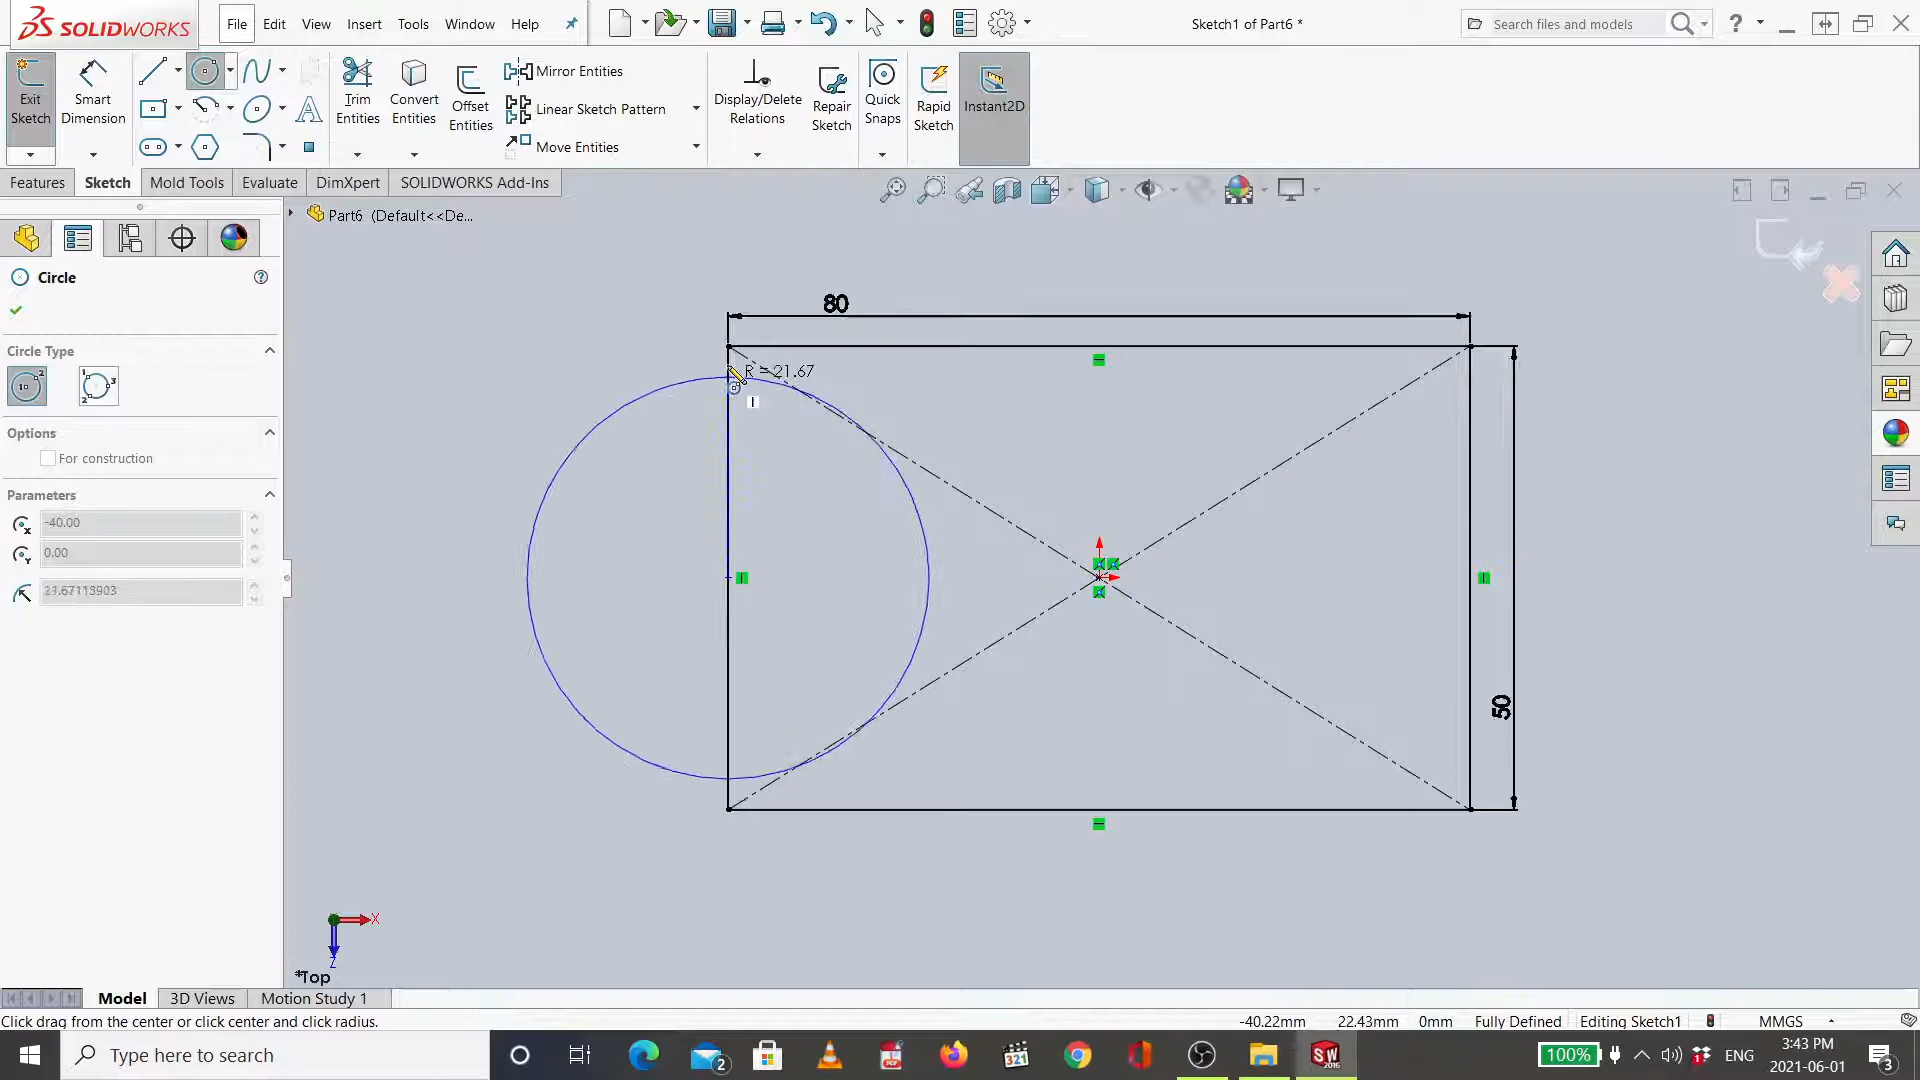 SOLIDWORKS
File Edit View Insert Tools Window Help
Sketch1 of Part6 *
Search files and models
Exit Sketch
Smart Dimension
Trim Entities
Convert Entities
Offset Entities
Mirror Entities
Linear Sketch Pattern
Move Entities
Display/Delete Relations
Repair Sketch
Quick Snaps
Rapid Sketch
Instant2D
Features Sketch Mold Tools Evaluate DimXpert SOLIDWORKS Add-Ins
Part6 (Default<<De...
Circle
Circle Type
Options
For construction
Parameters
-40.00
0.00
21.67113903
80
R = 21.67
50
X
Z
*Top
Model 3D Views Motion Study 1
Click drag from the center or click center and click radius.
-40.22mm 22.43mm 0mm Fully Defined Editing Sketch1 MMGS
Type here to search
2
321
SW
2016
100%
ENG
3:43 PM
2021-06-01
3